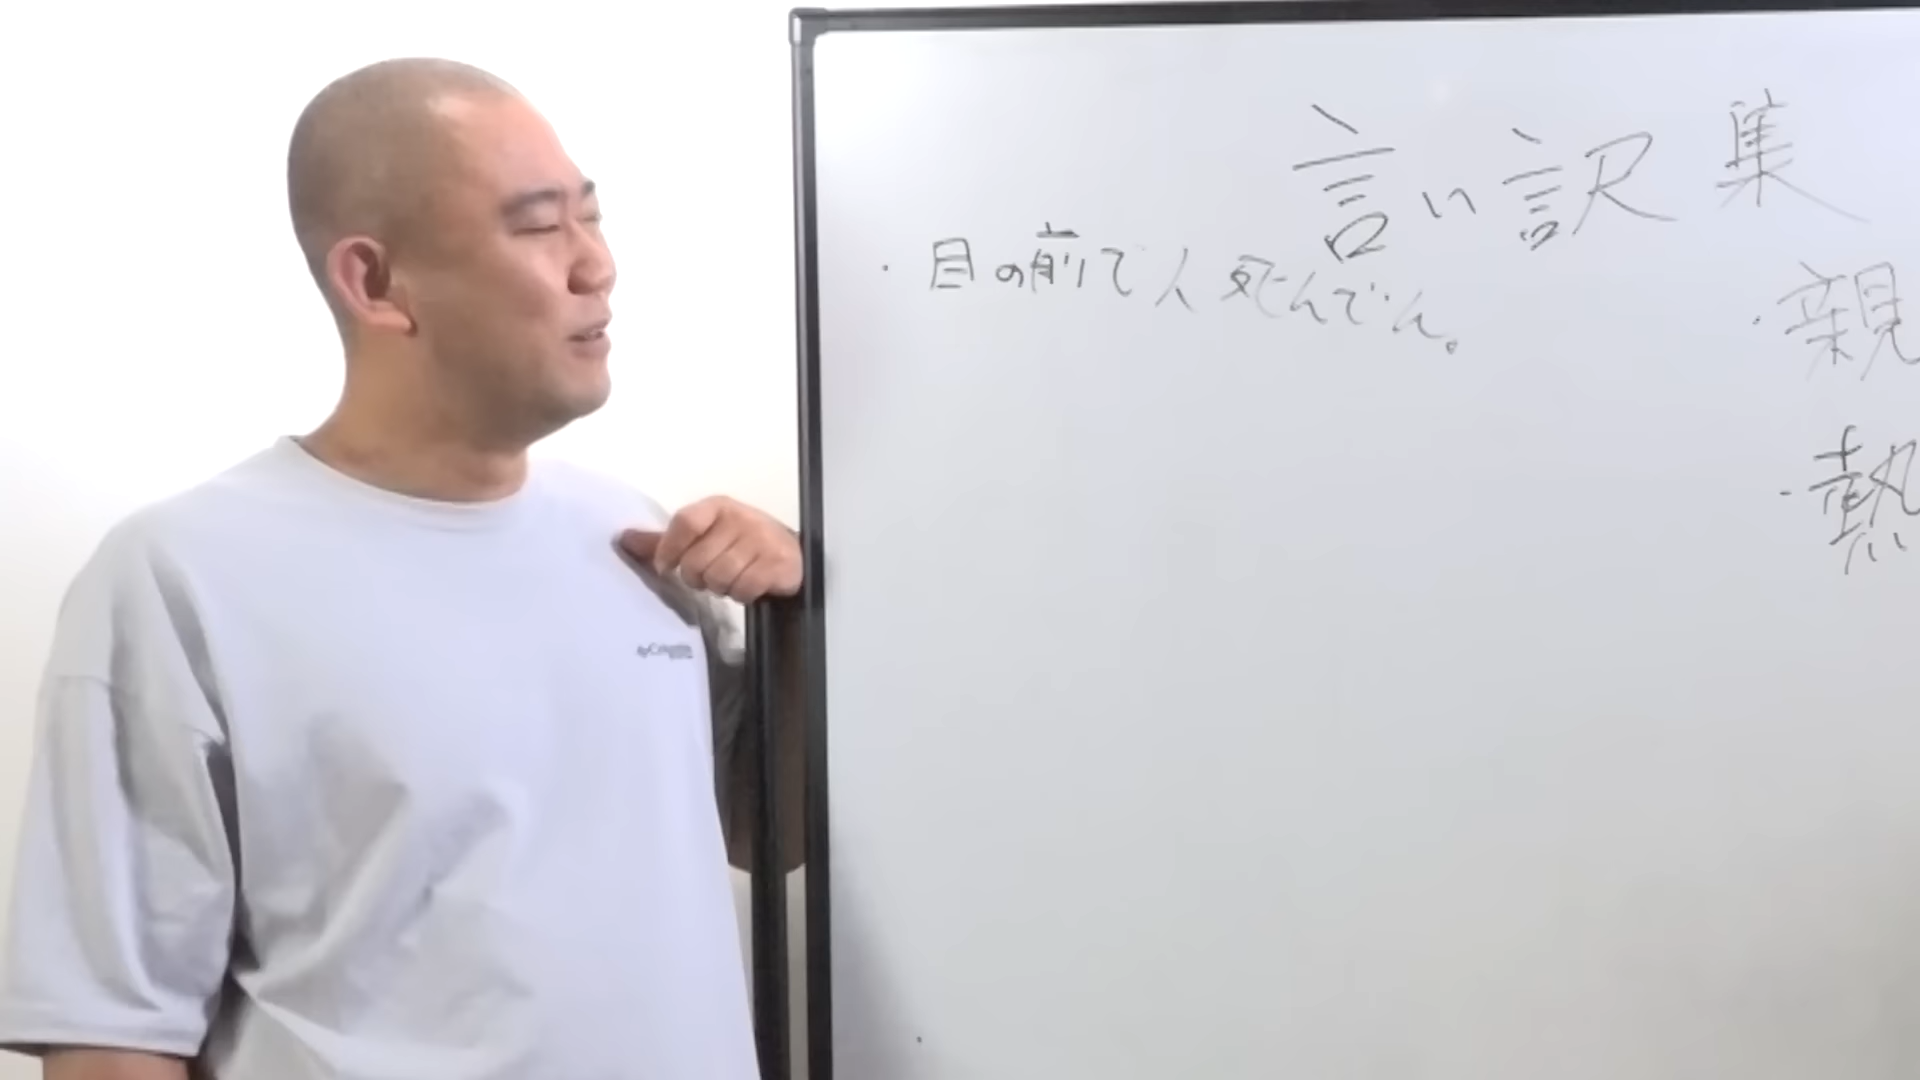 言い訳集
・目の前で人死んでん。
・親
・熱